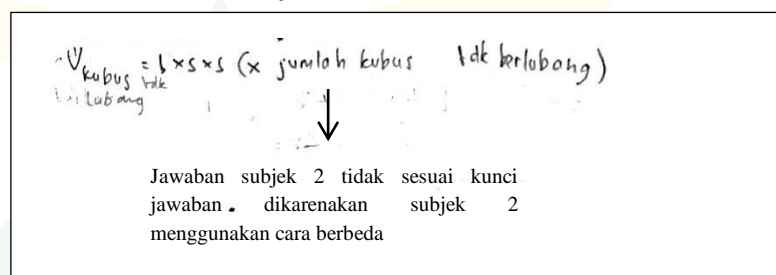 V kubus tdk berlubang = s x s x s (x jumlah kubus tdk berlubang)
Jawaban subjek 2 tidak sesuai kunci
jawaban. dikarenakan subjek 2
menggunakan cara berbeda